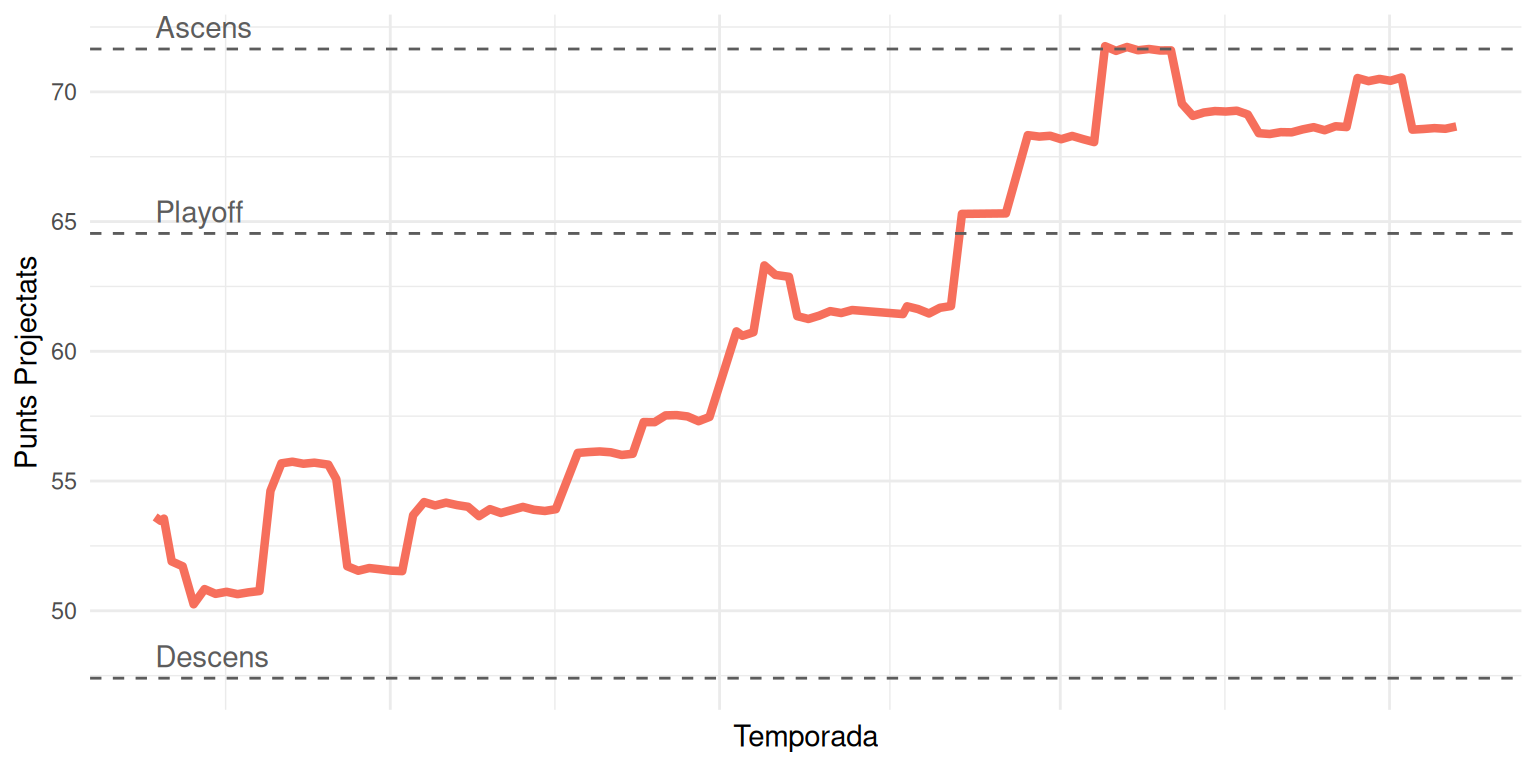 Ascens
70
Playoff
65
60
55
50
Descens
Punts Projectats
Temporada